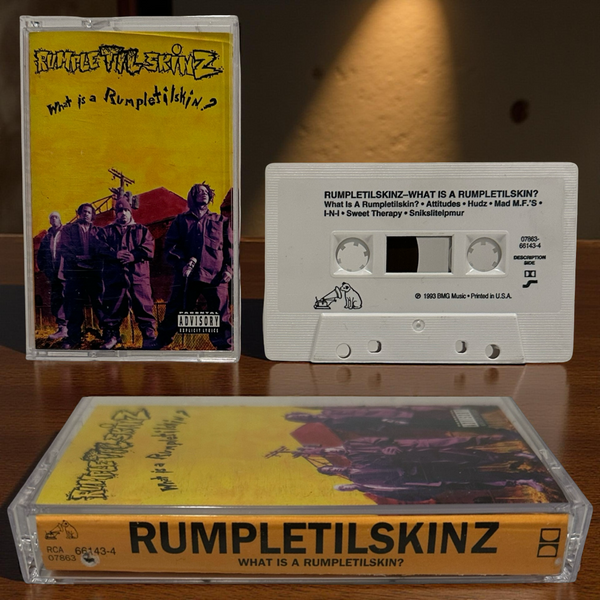 RUMPLETILSKINZ
What is a Rumpletilskin.?
PARENTAL
ADVISORY
EXPLICIT LYRICS
RUMPLETILSKINZ–WHAT IS A RUMPLETILSKIN?
What Is A Rumpletilskin? • Attitudes • Hudz • Mad M.F.'S •
I-N-I • Sweet Therapy • Snikslitelpmur
07863-
66143-4
DESCRIPTION
SIDE
℗ 1993 BMG Music • Printed in U.S.A.
RUMPLETILSKINZ
What is a Rumpletilskin?
RCA 66143-4
07863
RUMPLETILSKINZ
WHAT IS A RUMPLETILSKIN?